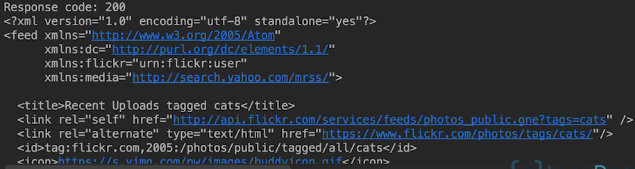 Response code: 200
<?xml version="1.0" encoding="utf-8" standalone="yes"?>
<feed xmlns="http://www.w3.org/2005/Atom"
xmlns:dc="http://purl.org/dc/elements/1.1/"
xmlns:flickr="urn:flickr:user"
xmlns:media="http://search.yahoo.com/mrss/">
<title>Recent Uploads tagged cats</title>
<link rel="self" href="http://api.flickr.com/services/feeds/photos_public.gne?tags=cats" />
<link rel="alternate" type="text/html" href="https://www.flickr.com/photos/tags/cats/"/>
<id>tag:flickr.com,2005:/photos/public/tagged/all/cats</id>
<icon>https://s.yimg.com/pw/images/buddyicon.gif</icon>